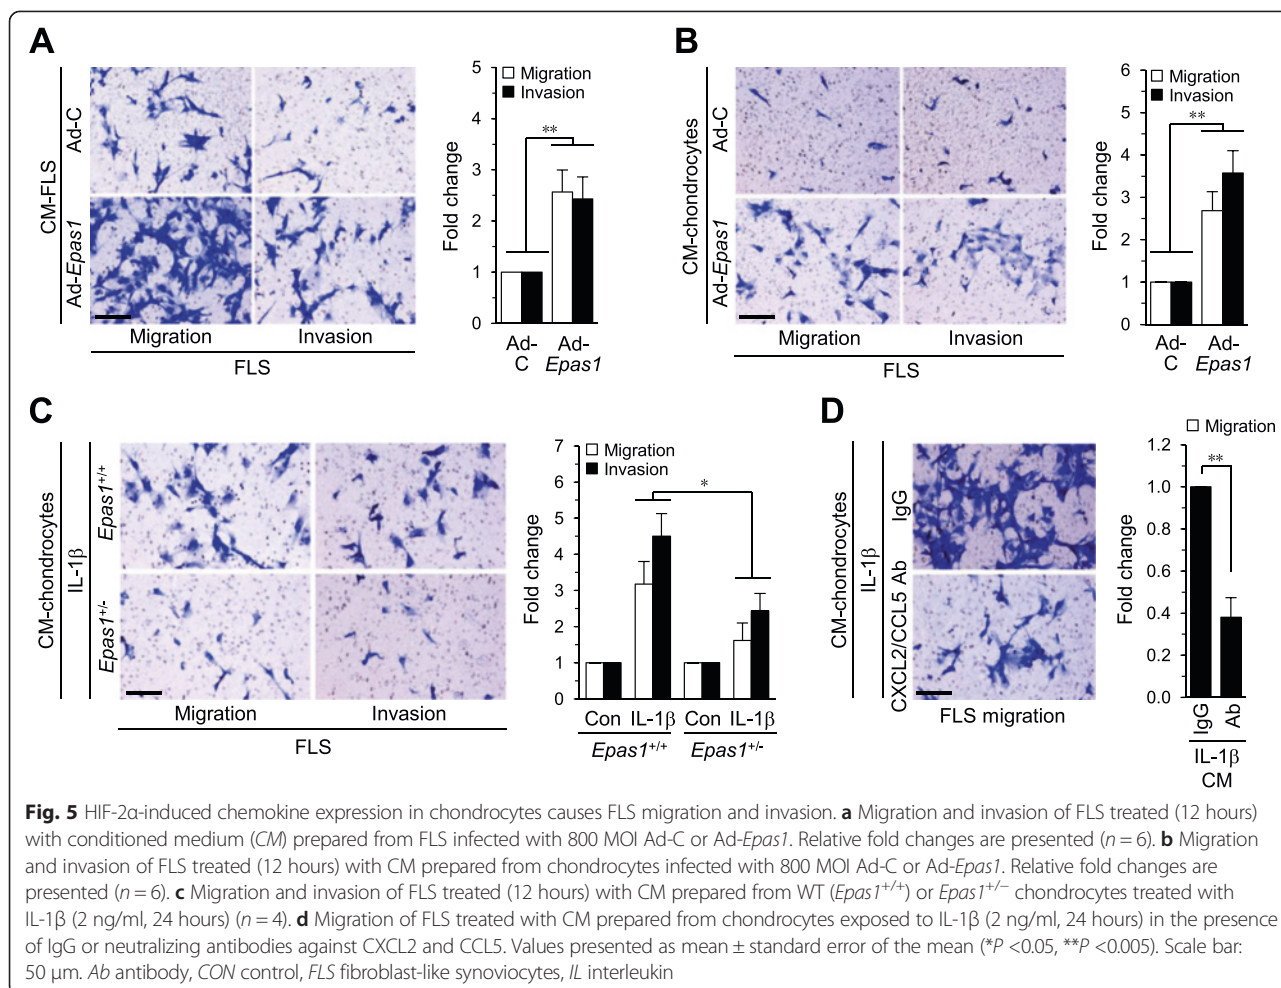 A
CM-FLS
Ad-C
Ad-Epas1
Migration
Invasion
FLS
Fold change
5
4
3
2
1
0
Migration
Invasion
**
Ad-
C
Ad-
Epas1
B
CM-chondrocytes
Ad-C
Ad-Epas1
Migration
Invasion
FLS
Fold change
6
5
4
3
2
1
0
Migration
Invasion
**
Ad-
C
Ad-
Epas1
C
CM-chondrocytes
IL-1β
Epas1+/+
Epas1+/-
Migration
Invasion
FLS
Fold change
7
6
5
4
3
2
1
0
Migration
Invasion
*
Con IL-1β Con IL-1β
Epas1+/+ Epas1+/-
D
CM-chondrocytes
IL-1β
IgG
CXCL2/CCL5 Ab
FLS migration
Fold change
1.2
1.0
0.8
0.6
0.4
0.2
0.0
Migration
**
IgG
Ab
IL-1β
CM
Fig. 5 HIF-2α-induced chemokine expression in chondrocytes causes FLS migration and invasion. a Migration and invasion of FLS treated (12 hours)
with conditioned medium (CM) prepared from FLS infected with 800 MOI Ad-C or Ad-Epas1. Relative fold changes are presented (n = 6). b Migration
and invasion of FLS treated (12 hours) with CM prepared from chondrocytes infected with 800 MOI Ad-C or Ad-Epas1. Relative fold changes are
presented (n = 6). c Migration and invasion of FLS treated (12 hours) with CM prepared from WT (Epas1+/+) or Epas1+/− chondrocytes treated with
IL-1β (2 ng/ml, 24 hours) (n = 4). d Migration of FLS treated with CM prepared from chondrocytes exposed to IL-1β (2 ng/ml, 24 hours) in the presence
of IgG or neutralizing antibodies against CXCL2 and CCL5. Values presented as mean ± standard error of the mean (*P <0.05, **P <0.005). Scale bar:
50 μm. Ab antibody, CON control, FLS fibroblast-like synoviocytes, IL interleukin